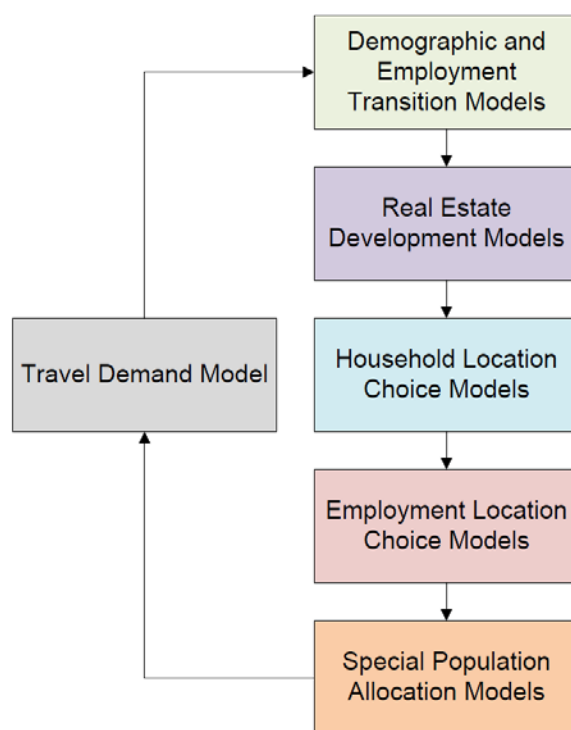 Demographic and
Employment
Transition Models
Real Estate
Development Models
Travel Demand Model
Household Location
Choice Models
Employment Location
Choice Models
Special Population
Allocation Models